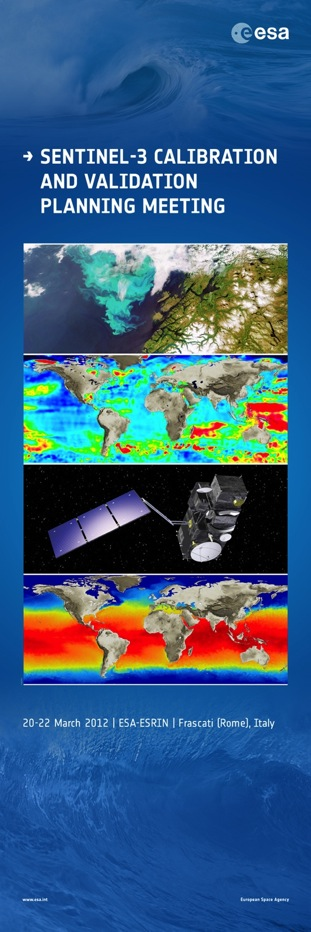 esa
→ SENTINEL-3 CALIBRATION
AND VALIDATION
PLANNING MEETING
20-22 March 2012 | ESA-ESRIN | Frascati (Rome), Italy
www.esa.int
European Space Agency